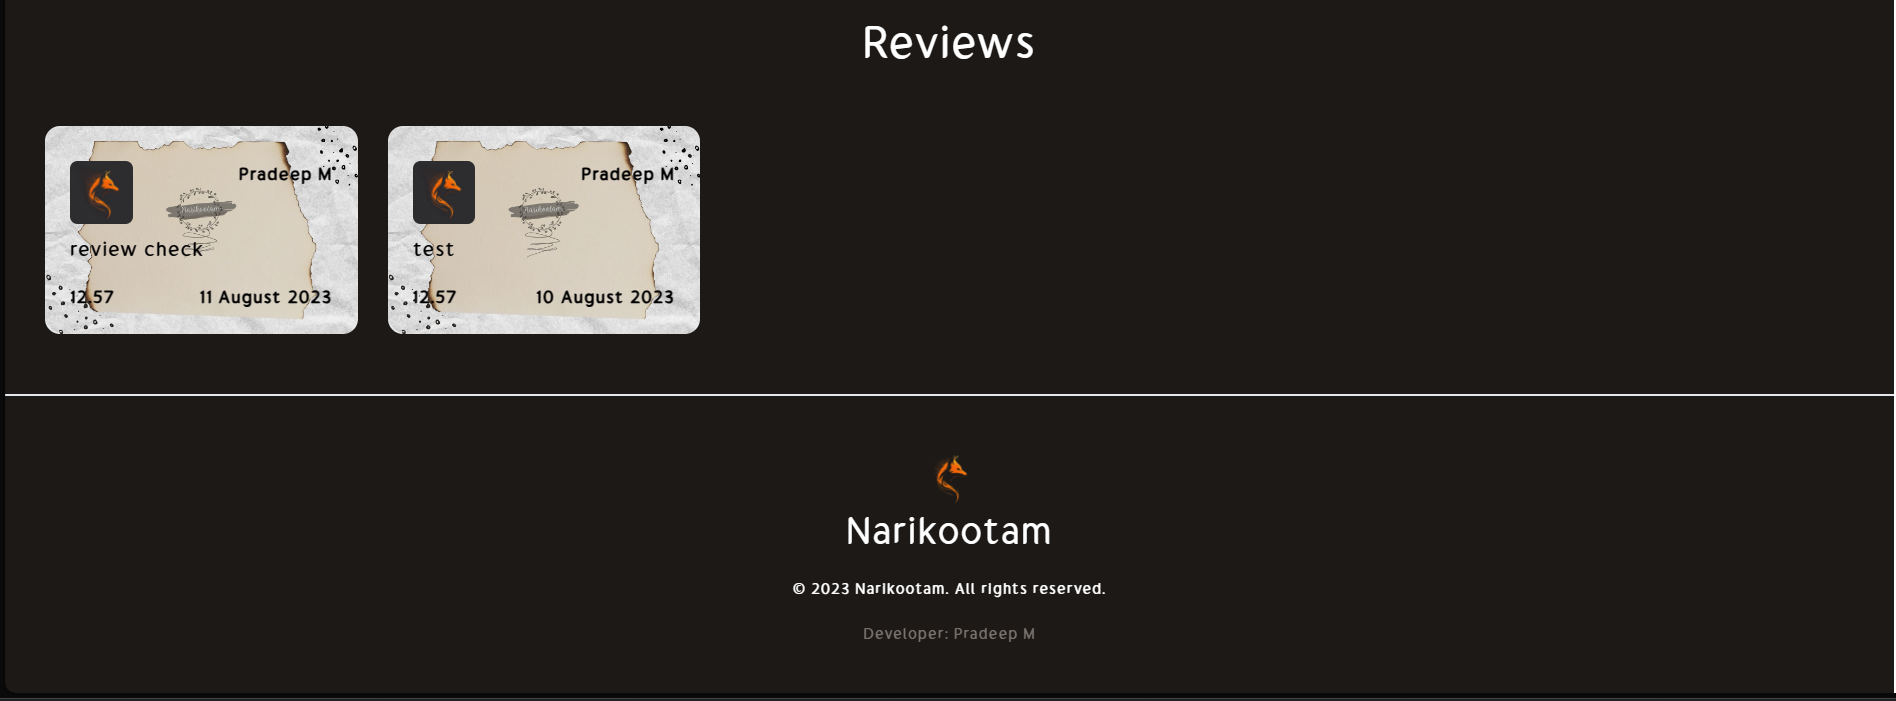 Reviews
Pradeep M
Narikootam
review check
12.57
11 August 2023
Pradeep M
Narikootam
test
12.57
10 August 2023
Narikootam
© 2023 Narikootam. All rights reserved.
Developer: Pradeep M